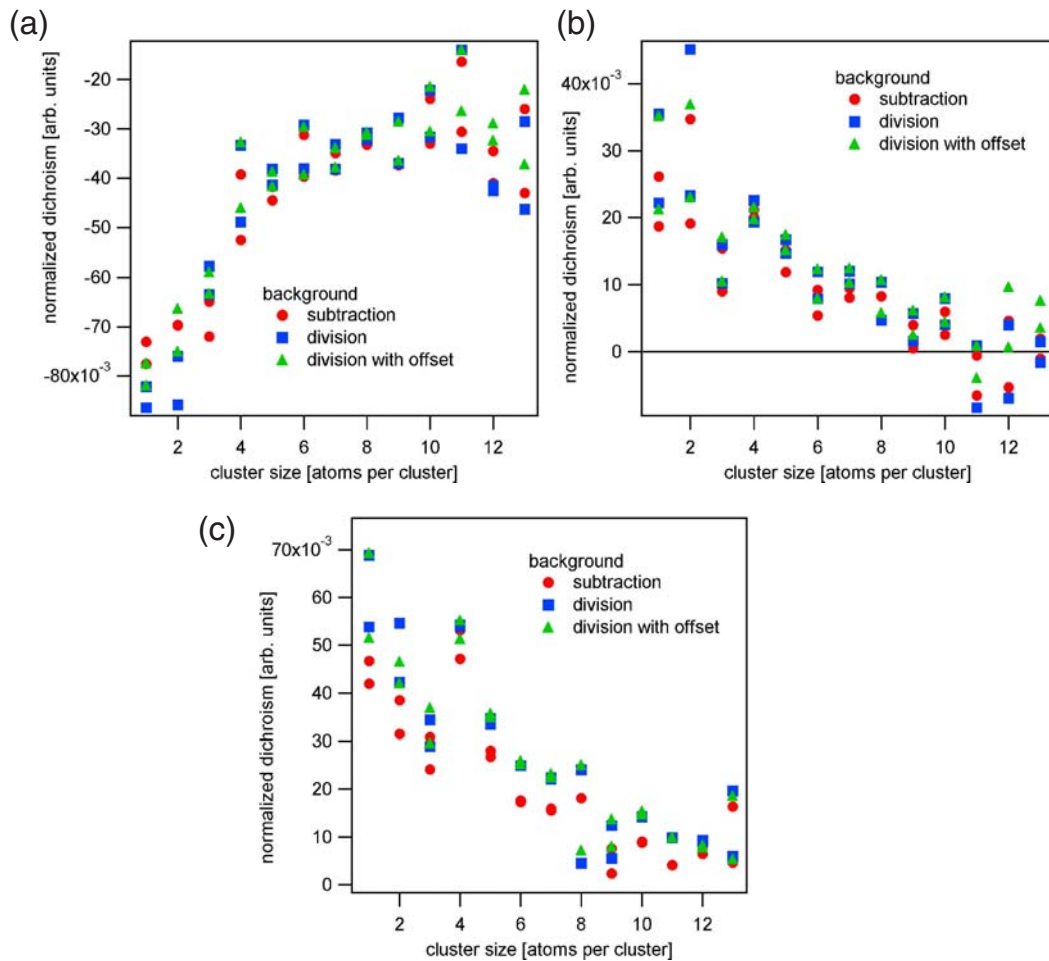 (a)
normalized dichroism [arb. units]
-20
-30
-40
-50
-60
-70
-80x10⁻³
background
subtraction
division
division with offset
2
4
6
8
10
12
cluster size [atoms per cluster]
(b)
normalized dichroism [arb. units]
40x10⁻³
30
20
10
0
background
subtraction
division
division with offset
2
4
6
8
10
12
cluster size [atoms per cluster]
(c)
normalized dichroism [arb. units]
70x10⁻³
60
50
40
30
20
10
0
background
subtraction
division
division with offset
2
4
6
8
10
12
cluster size [atoms per cluster]